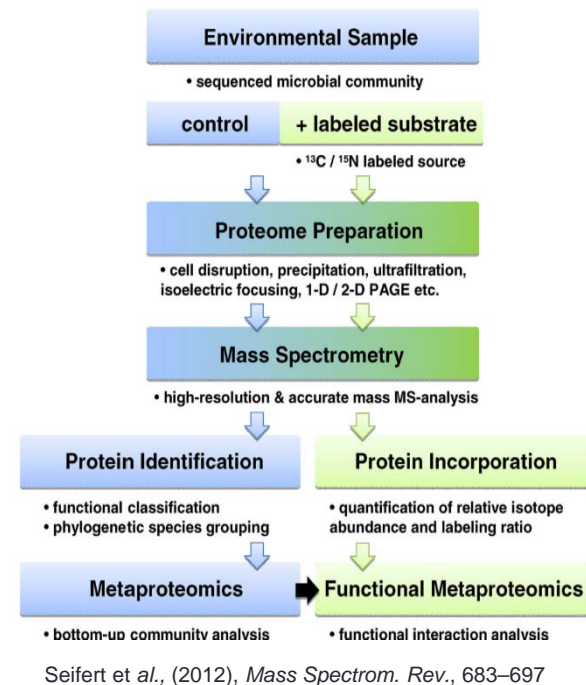 Environmental Sample
• sequenced microbial community
control
+ labeled substrate
• ¹³C / ¹⁵N labeled source
Proteome Preparation
• cell disruption, precipitation, ultrafiltration,
isoelectric focusing, 1-D / 2-D PAGE etc.
Mass Spectrometry
• high-resolution & accurate mass MS-analysis
Protein Identification
• functional classification
• phylogenetic species grouping
Protein Incorporation
• quantification of relative isotope
abundance and labeling ratio
Metaproteomics
• bottom-up community analysis
Functional Metaproteomics
• functional interaction analysis
Seifert et al., (2012), Mass Spectrom. Rev., 683–697